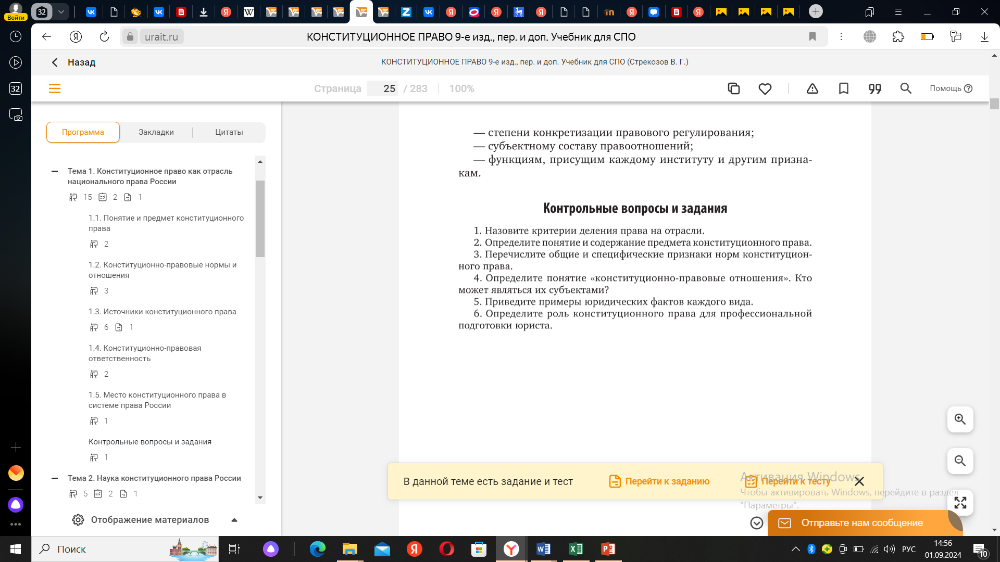 32
Войти
32
urait.ru
КОНСТИТУЦИОННОЕ ПРАВО 9-е изд., пер. и доп. Учебник для СПО
Назад
КОНСТИТУЦИОННОЕ ПРАВО 9-е изд., пер. и доп. Учебник для СПО (Стрекозов В. Г.)
Страница 25 / 283 100%
Помощь
Программа
Закладки
Цитаты
Тема 1. Конституционное право как отрасль
национального права России
15 2 1
1.1. Понятие и предмет конституционного
права
2
1.2. Конституционно-правовые нормы и
отношения
3
1.3. Источники конституционного права
6 1
1.4. Конституционно-правовая
ответственность
2
1.5. Место конституционного права в
системе права России
1
Контрольные вопросы и задания
1
Тема 2. Наука конституционного права России
5 2 1
Отображение материалов
— степени конкретизации правового регулирования;
— субъектному составу правоотношений;
— функциям, присущим каждому институту и другим призна-
кам.
Контрольные вопросы и задания
1. Назовите критерии деления права на отрасли.
2. Определите понятие и содержание предмета конституционного права.
3. Перечислите общие и специфические признаки норм конституцион-
ного права.
4. Определите понятие «конституционно-правовые отношения». Кто
может являться их субъектами?
5. Приведите примеры юридических фактов каждого вида.
6. Определите роль конституционного права для профессиональной
подготовки юриста.
В данной теме есть задание и тест
Перейти к заданию
Перейти к тесту
Активация Windows
Чтобы активировать Windows, перейдите в раздел
"Параметры".
Отправьте нам сообщение
Поиск
РУС
14:56
01.09.2024
10